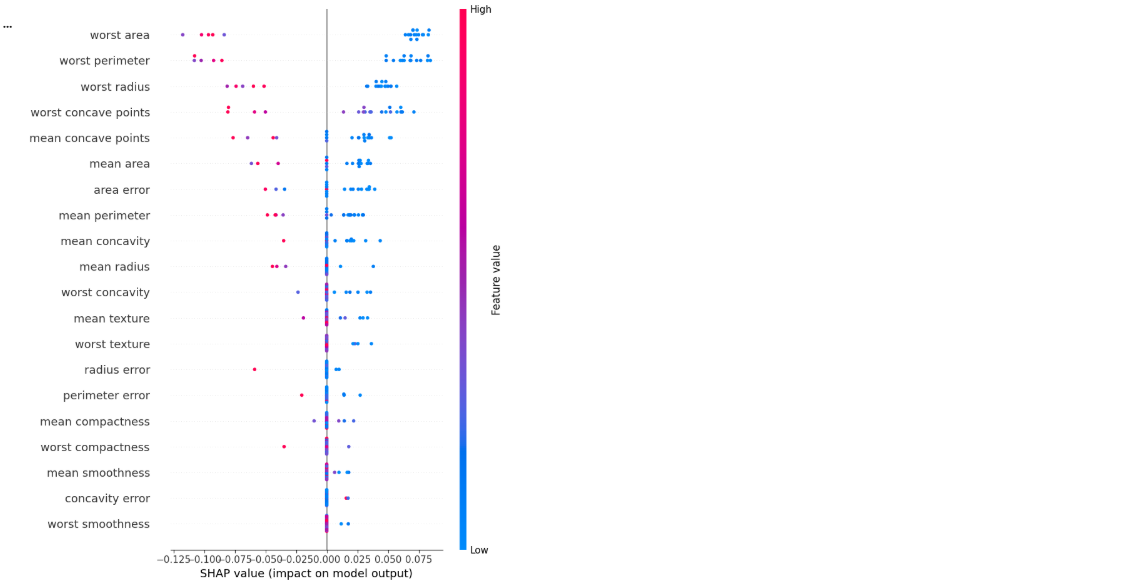 ...
High
worst area
worst perimeter
worst radius
worst concave points
mean concave points
mean area
area error
mean perimeter
mean concavity
mean radius
worst concavity
mean texture
worst texture
radius error
perimeter error
mean compactness
worst compactness
mean smoothness
concavity error
worst smoothness
Feature value
Low
−0.125 −0.100 −0.075 −0.050 −0.025 0.000 0.025 0.050 0.075
SHAP value (impact on model output)